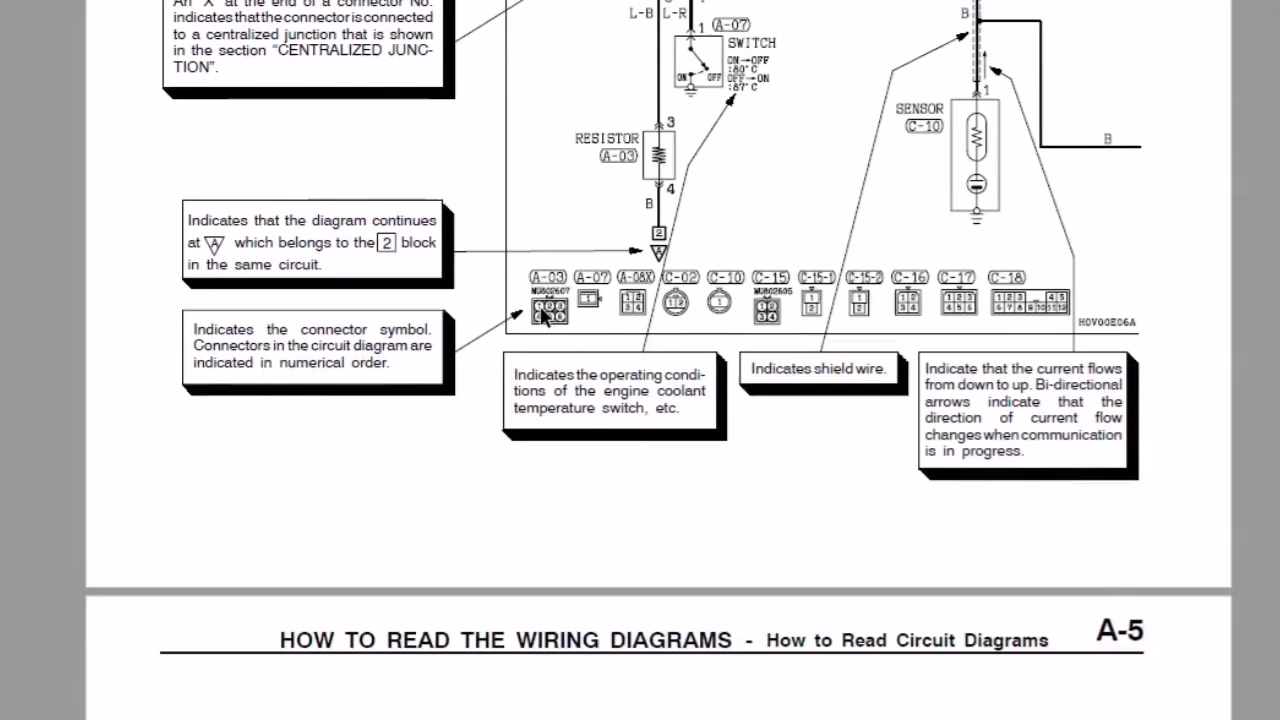 An "X" at the end of a connector No.
indicates that the connector is connected
to a centralized junction that is shown
in the section "CENTRALIZED JUNC-
TION".
L-B L-R
1 A-07
SWITCH
ON→OFF
:80°C
OFF→ON
:87°C
ON OFF
B
1
SENSOR
C-10
B
3
RESISTOR
A-03
4
B
2
A
Indicates that the diagram continues
at A which belongs to the 2 block
in the same circuit.
A-03 A-07 A-08X C-02 C-10 C-15 C-15-1 C-15-2 C-16 C-17 C-18
MU802607 MU802605
H0V00E06A
Indicates the connector symbol.
Connectors in the circuit diagram are
indicated in numerical order.
Indicates the operating condi-
tions of the engine coolant
temperature switch, etc.
Indicates shield wire.
Indicate that the current flows
from down to up. Bi-directional
arrows indicate that the
direction of current flow
changes when communication
is in progress.
HOW TO READ THE WIRING DIAGRAMS - How to Read Circuit Diagrams A-5